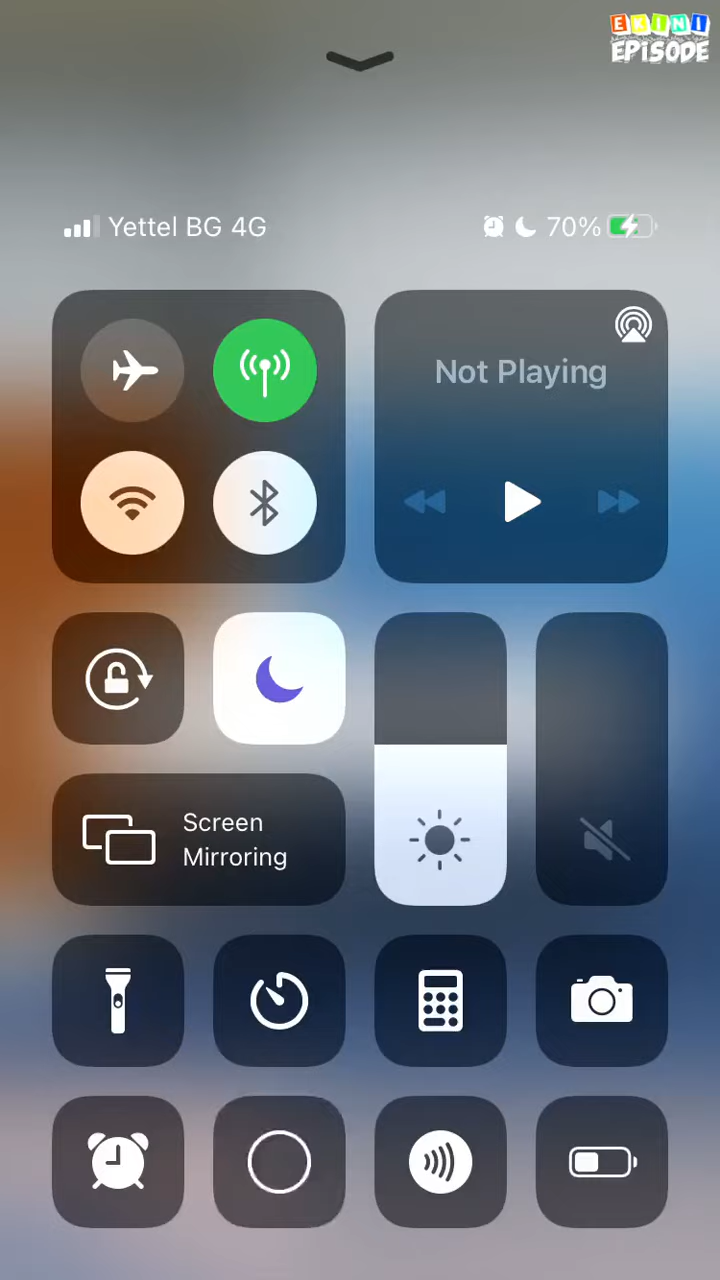 EKINI
EPiSODE
Yettel BG 4G
70%
Not Playing
Screen
Mirroring